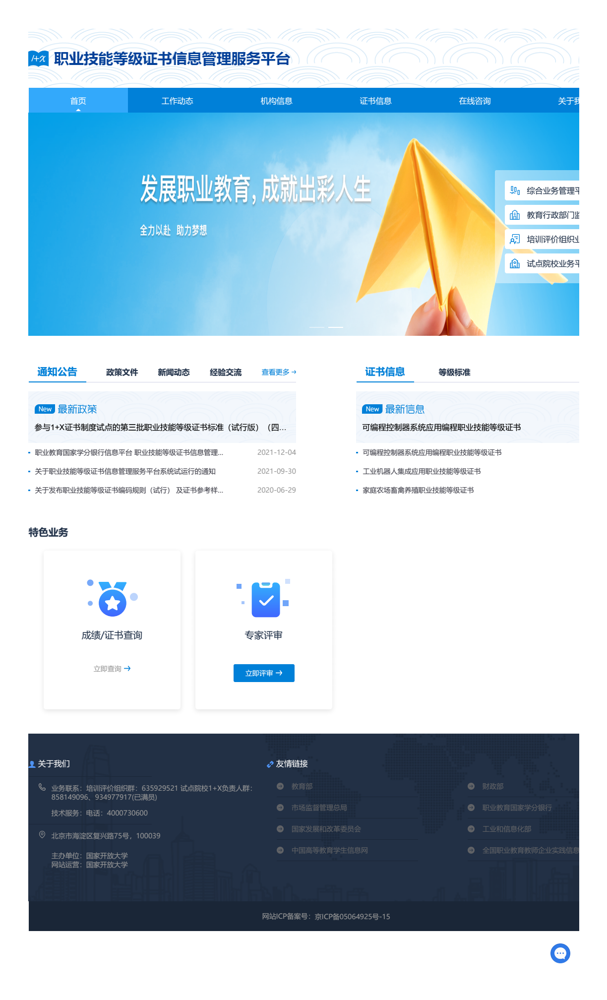 1+X 职业技能等级证书信息管理服务平台
首页 工作动态 机构信息 证书信息 在线咨询 关于我
发展职业教育,成就出彩人生
全力以赴 助力梦想
综合业务管理平
教育行政部门监
培训评价组织业
试点院校业务平
通知公告 政策文件 新闻动态 经验交流 查看更多
New 最新政策
参与1+X证书制度试点的第三批职业技能等级证书标准（试行版）（四...
职业教育国家学分银行信息平台 职业技能等级证书信息管理... 2021-12-04
关于职业技能等级证书信息管理服务平台系统试运行的通知 2021-09-30
关于发布职业技能等级证书编码规则（试行） 及证书参考样... 2020-06-29
证书信息 等级标准
New 最新信息
可编程控制器系统应用编程职业技能等级证书
可编程控制器系统应用编程职业技能等级证书
工业机器人集成应用职业技能等级证书
家庭农场畜禽养殖职业技能等级证书
特色业务
成绩/证书查询
立即查询
专家评审
立即评审
关于我们
业务联系：培训评价组织群：635929521 试点院校1+X负责人群：
858149096、934977917(已满员)
技术服务：电话：4000730600
北京市海淀区复兴路75号，100039
主办单位：国家开放大学
网站运营：国家开放大学
友情链接
教育部 财政部
市场监督管理总局 职业教育国家学分银行
国家发展和改革委员会 工业和信息化部
中国高等教育学生信息网 全国职业教育教师企业实践信息
网站ICP备案号：京ICP备05064925号-15